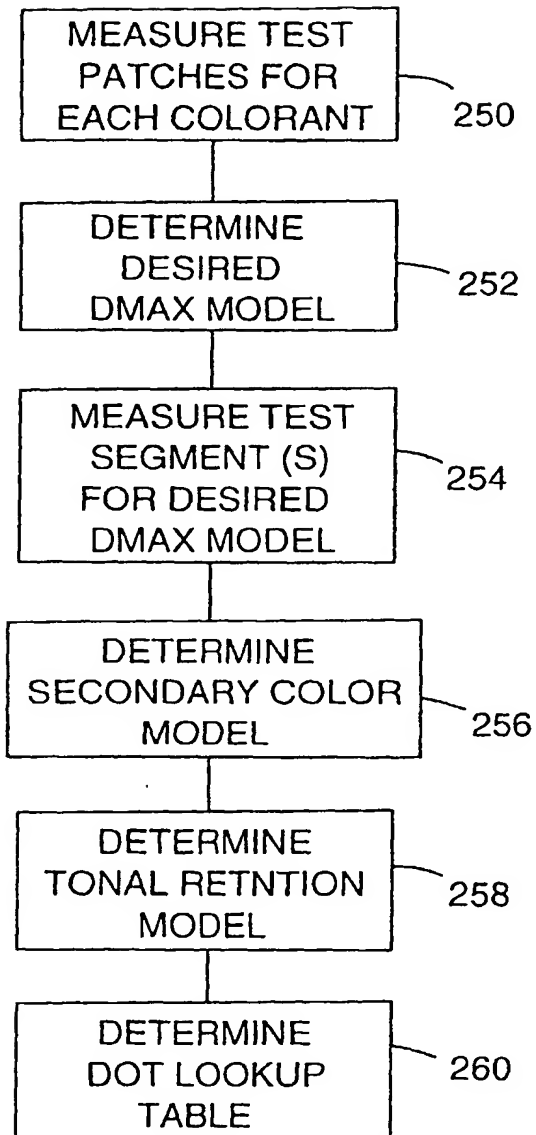 MEASURE TEST
PATCHES FOR
EACH COLORANT
250
DETERMINE
DESIRED
DMAX MODEL
252
MEASURE TEST
SEGMENT (S)
FOR DESIRED
DMAX MODEL
254
DETERMINE
SECONDARY COLOR
MODEL
256
DETERMINE
TONAL RETNTION
MODEL
258
DETERMINE
DOT LOOKUP
TABLE
260